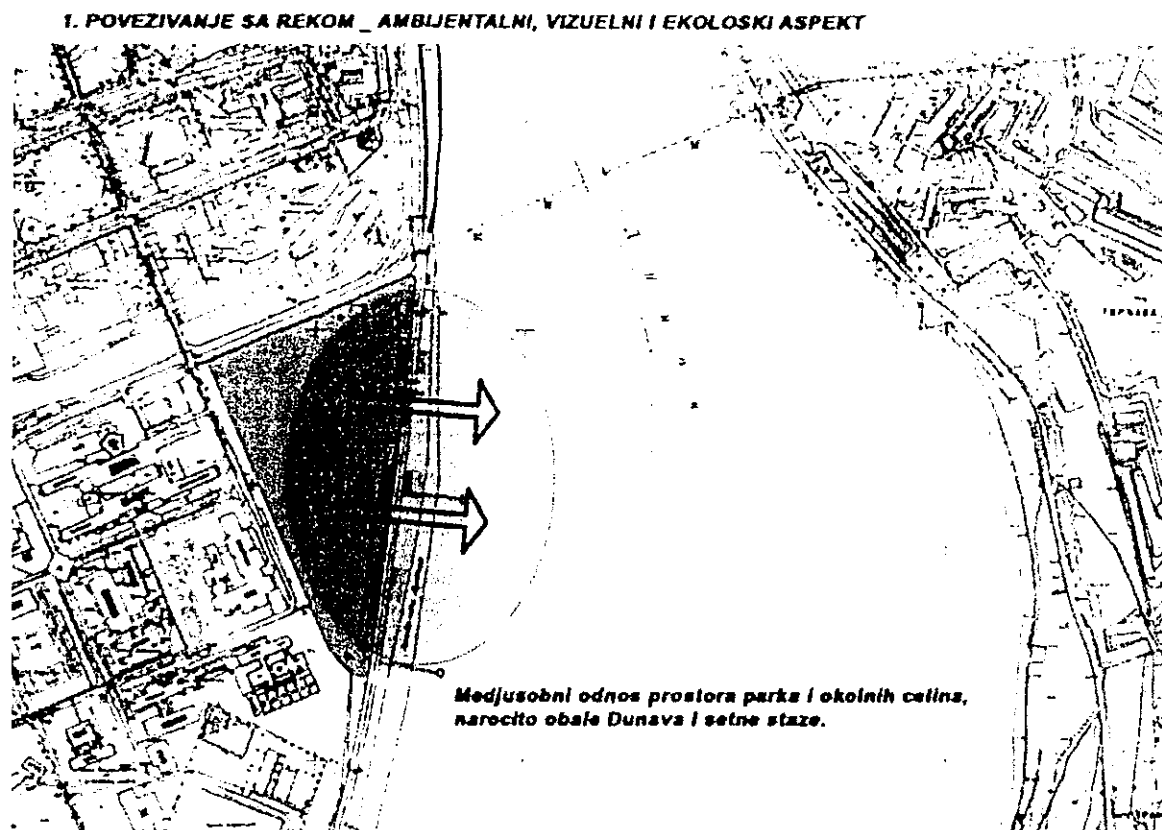 1. POVEZIVANJE SA REKOM _ AMBIJENTALNI, VIZUELNI I EKOLOSKI ASPEKT
Medjusobni odnos prostora parka i okolnih celina,
narocito obale Dunava i setne staze.